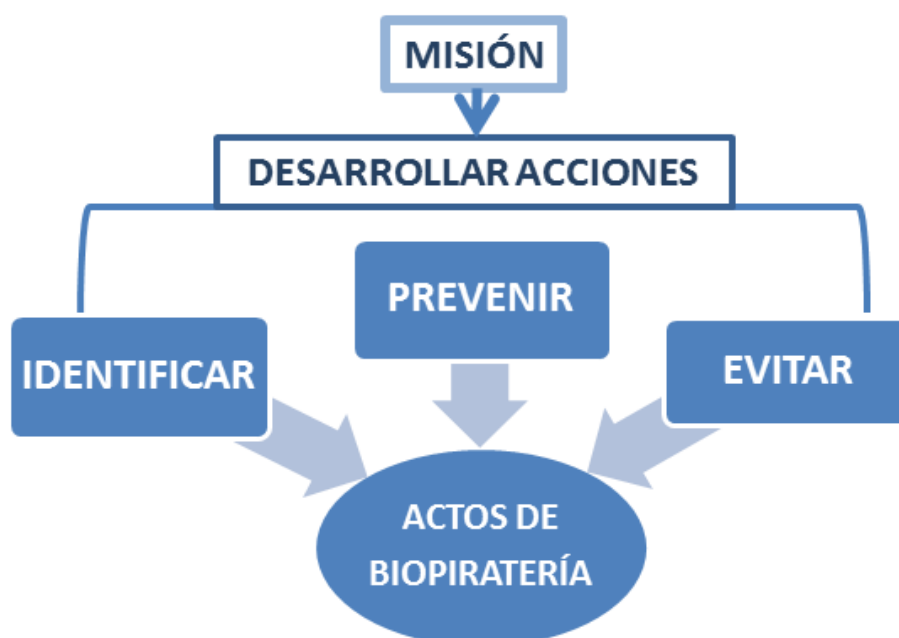 MISIÓN
DESARROLLAR ACCIONES
PREVENIR
IDENTIFICAR
EVITAR
ACTOS DE
BIOPIRATERÍA